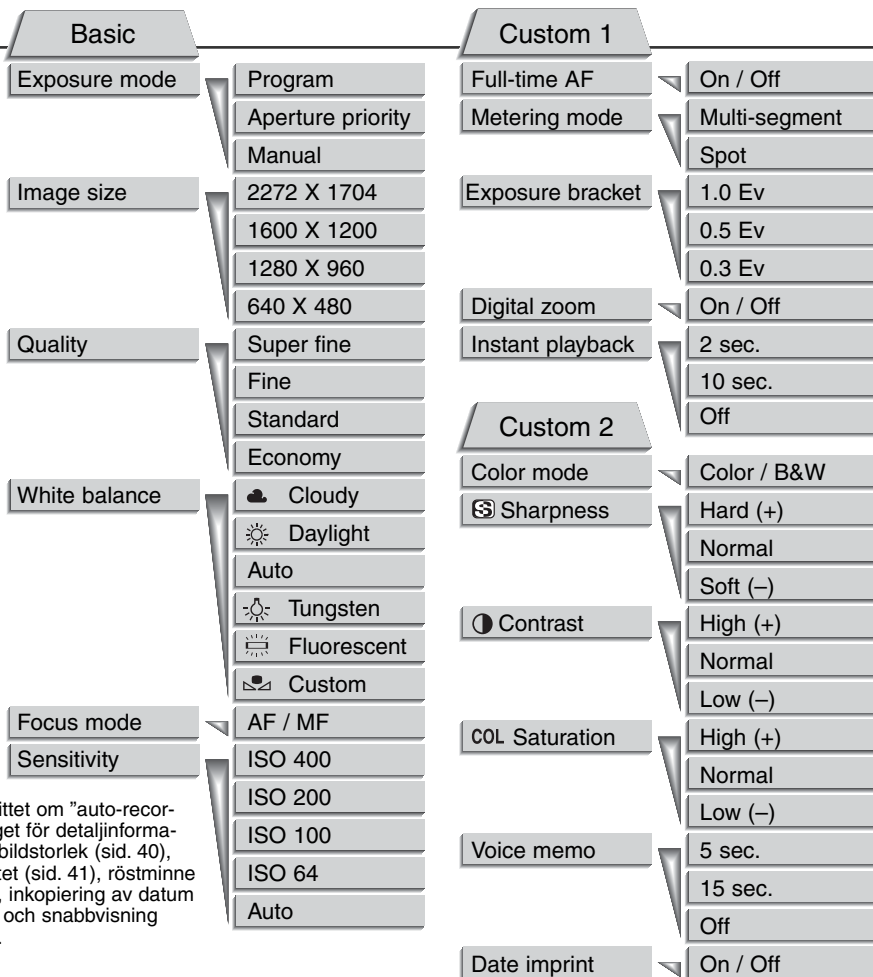 Basic
Exposure mode
Program
Aperture priority
Manual
Image size
2272 X 1704
1600 X 1200
1280 X 960
640 X 480
Quality
Super fine
Fine
Standard
Economy
White balance
Cloudy
Daylight
Auto
Tungsten
Fluorescent
Custom
Focus mode
AF / MF
Sensitivity
ISO 400
ISO 200
ISO 100
ISO 64
Auto
ittet om ”auto-recor-
get för detaljinforma-
bildstorlek (sid. 40),
tet (sid. 41), röstminne
, inkopiering av datum
och snabbvisning
.
Custom 1
Full-time AF
On / Off
Metering mode
Multi-segment
Spot
Exposure bracket
1.0 Ev
0.5 Ev
0.3 Ev
Digital zoom
On / Off
Instant playback
2 sec.
10 sec.
Off
Custom 2
Color mode
Color / B&W
S Sharpness
Hard (+)
Normal
Soft (–)
Contrast
High (+)
Normal
Low (–)
COL Saturation
High (+)
Normal
Low (–)
Voice memo
5 sec.
15 sec.
Off
Date imprint
On / Off